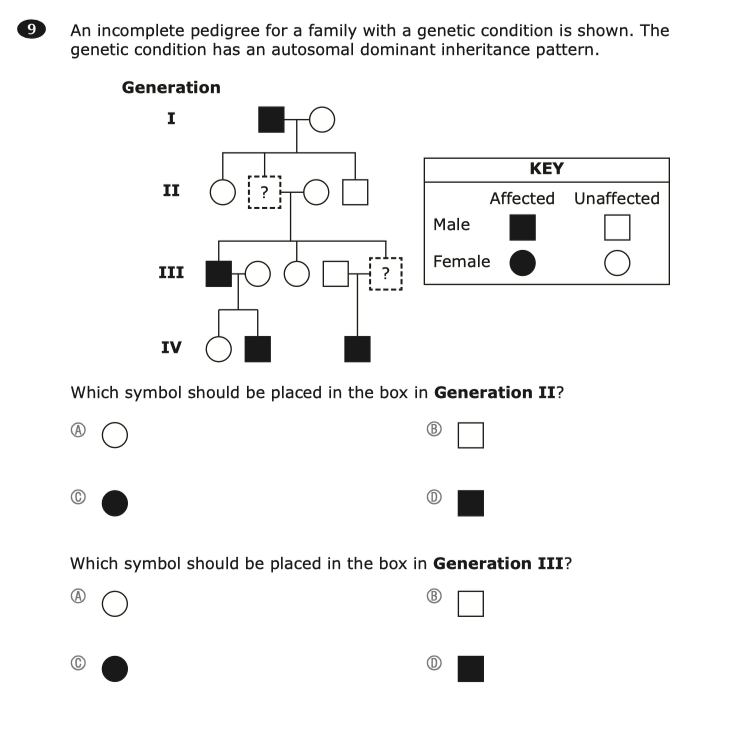 9 An incomplete pedigree for a family with a genetic condition is shown. The
genetic condition has an autosomal dominant inheritance pattern.
Generation
I
II
?
III
?
IV
KEY
Affected Unaffected
Male
Female
Which symbol should be placed in the box in Generation II?
A
B
C
D
Which symbol should be placed in the box in Generation III?
A
B
C
D